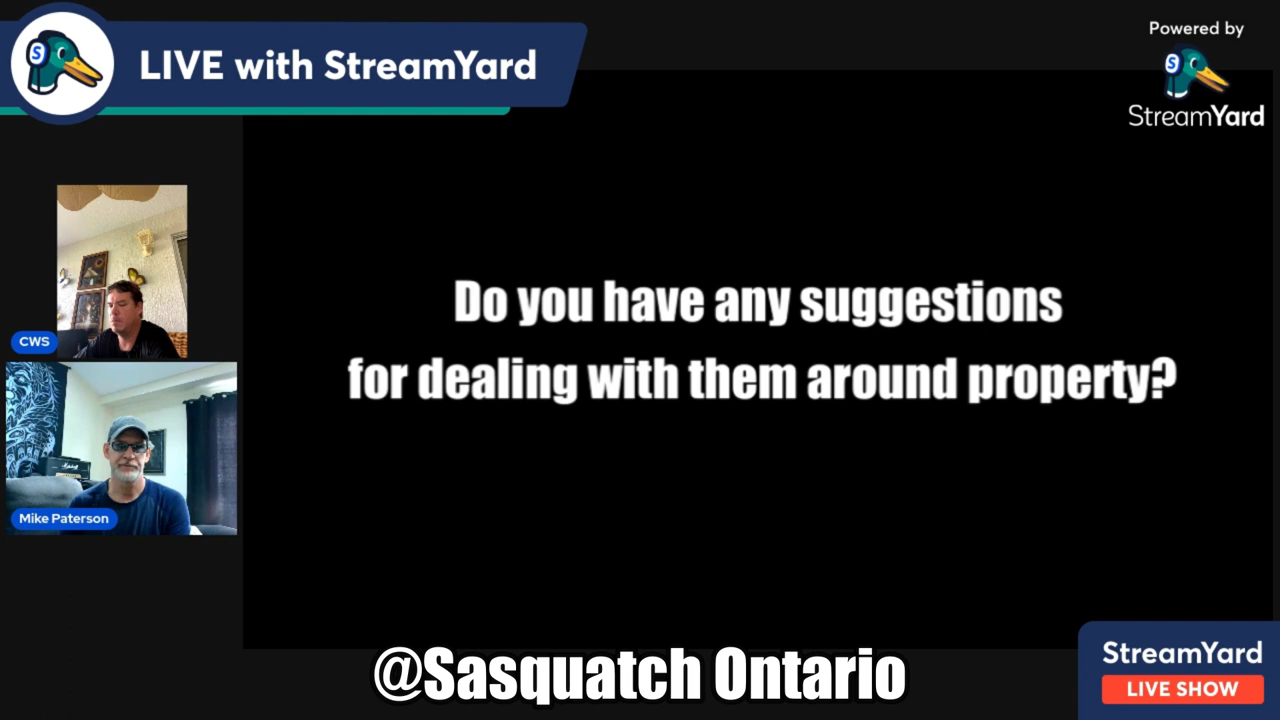 S
LIVE with StreamYard
Powered by
S
StreamYard
CWS
Marshall
Mike Paterson
Do you have any suggestions
for dealing with them around property?
@Sasquatch Ontario
StreamYard
LIVE SHOW